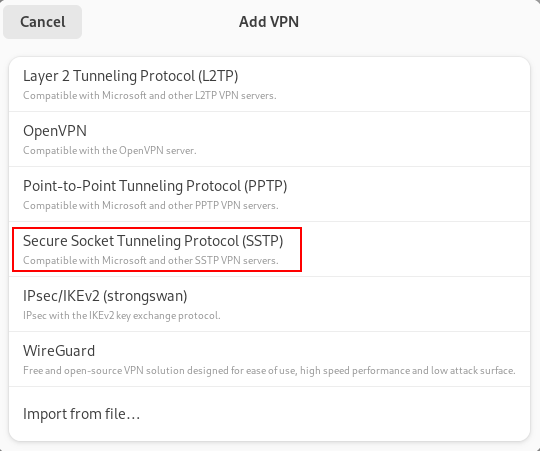 Cancel
Add VPN
Layer 2 Tunneling Protocol (L2TP)
Compatible with Microsoft and other L2TP VPN servers.
OpenVPN
Compatible with the OpenVPN server.
Point-to-Point Tunneling Protocol (PPTP)
Compatible with Microsoft and other PPTP VPN servers.
Secure Socket Tunneling Protocol (SSTP)
Compatible with Microsoft and other SSTP VPN servers.
IPsec/IKEv2 (strongswan)
IPsec with the IKEv2 key exchange protocol.
WireGuard
Free and open-source VPN solution designed for ease of use, high speed performance and low attack surface.
Import from file…